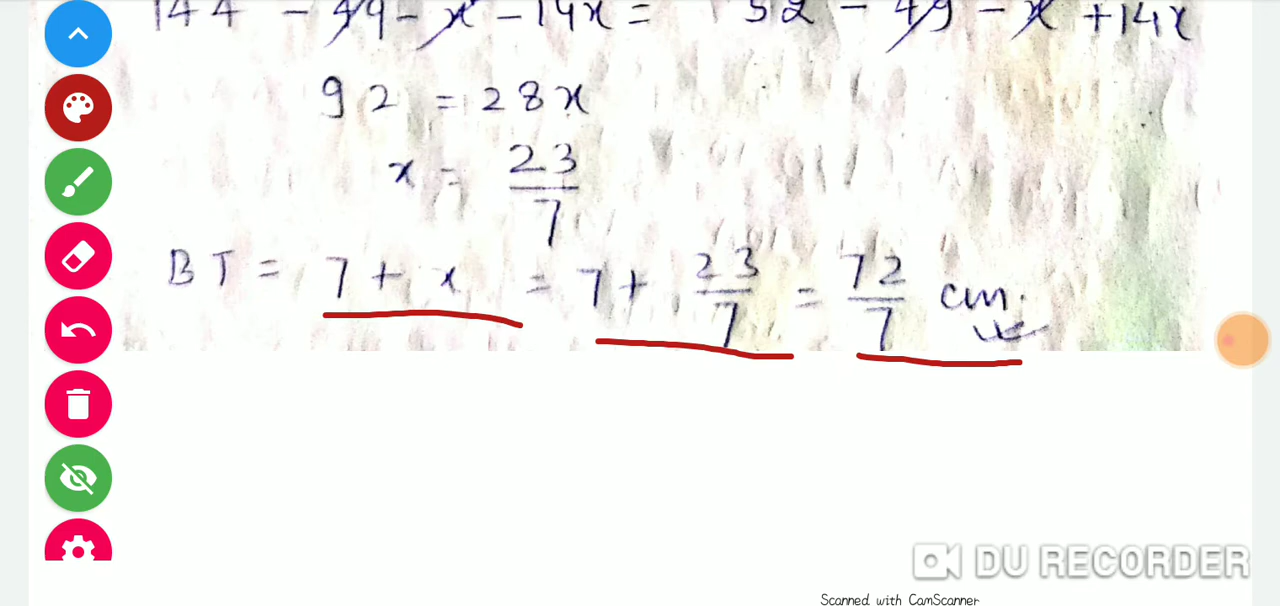 144 - 49 - x² - 14x = 52 - 49 - x² + 14x
92 = 28x
x = 23/7
BT = 7 + x = 7 + 23/7 = 72/7 cm.
DU RECORDER
Scanned with CamScanner